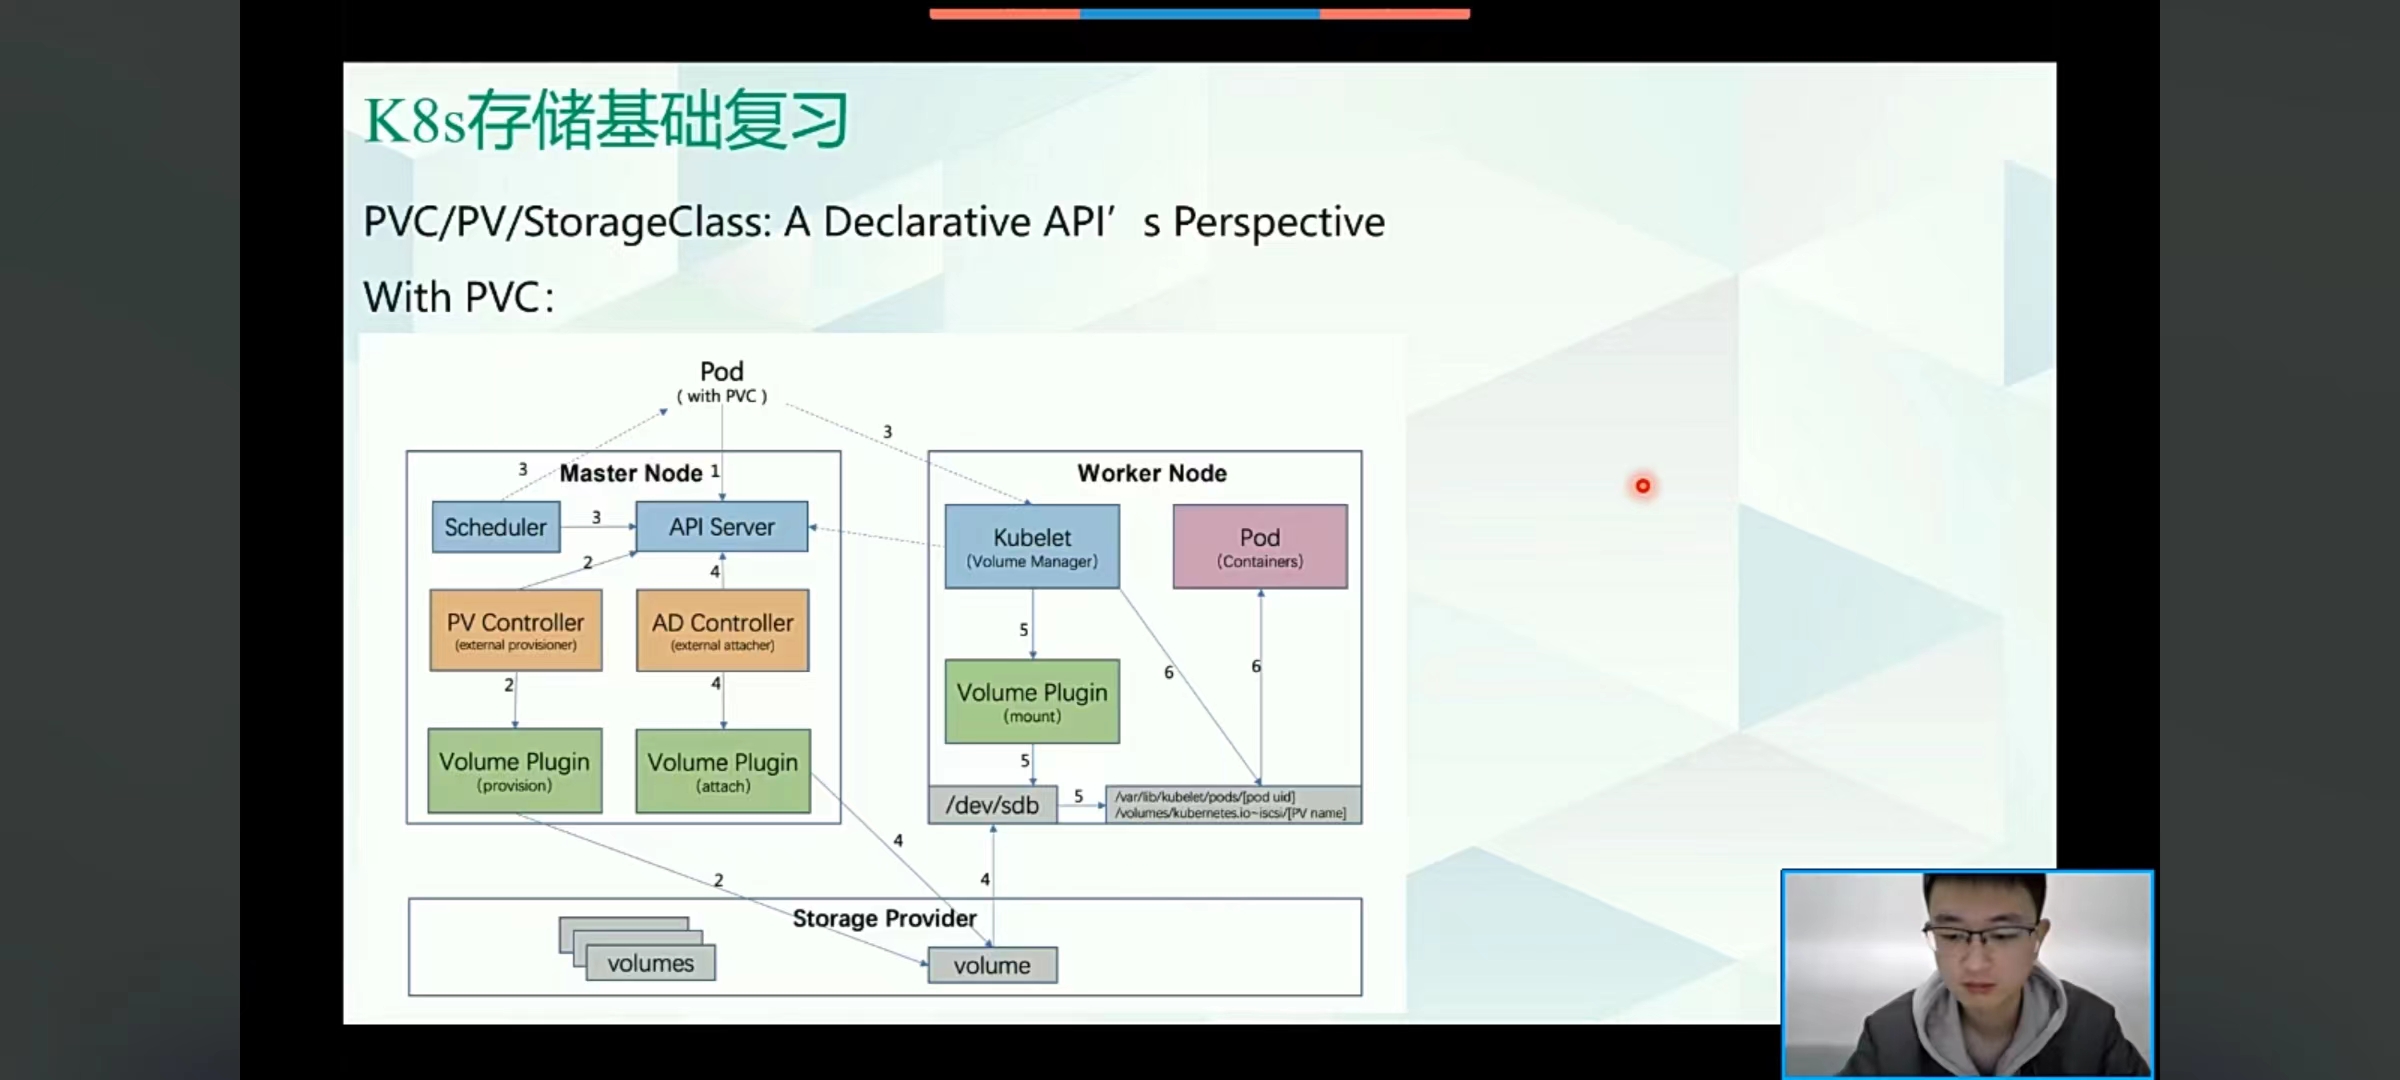 K8s存储基础复习
PVC/PV/StorageClass: A Declarative API’s Perspective
With PVC：
Pod
( with PVC )
3
3
Master Node
1
Worker Node
Scheduler
3
API Server
Kubelet
(Volume Manager)
Pod
(Containers)
2
4
PV Controller
(external provisioner)
AD Controller
(external attacher)
5
6
6
2
4
Volume Plugin
(mount)
Volume Plugin
(provision)
Volume Plugin
(attach)
5
/dev/sdb
5
/var/lib/kubelet/pods/[pod uid]
/volumes/kubernetes.io~iscsi/[PV name]
4
2
4
Storage Provider
volumes
volume